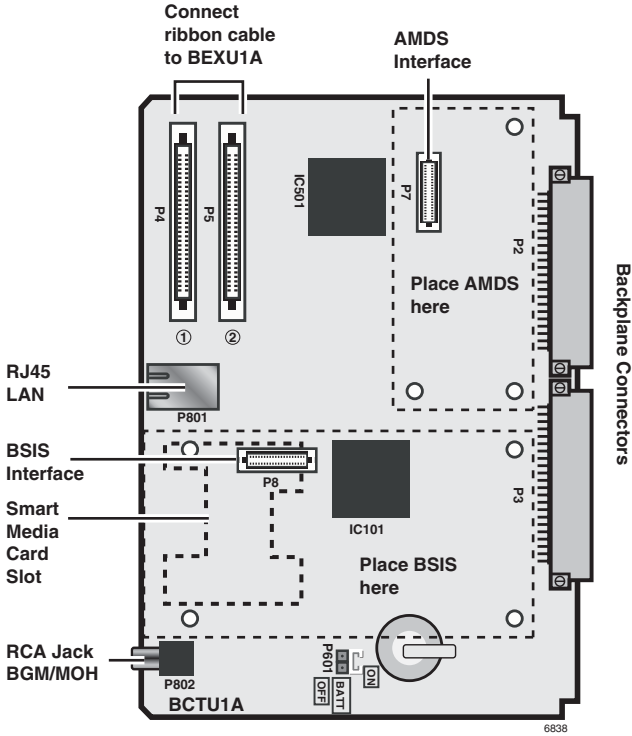 Connect
ribbon cable
to BEXU1A
AMDS
Interface
P4
P5
IC501
P7
P2
Place AMDS
here
Backplane Connectors
①
②
RJ45
LAN
P801
BSIS
Interface
P8
IC101
P3
Smart
Media
Card
Slot
Place BSIS
here
RCA Jack
BGM/MOH
P802
BCTU1A
P601
ON
BATT
OFF
6838